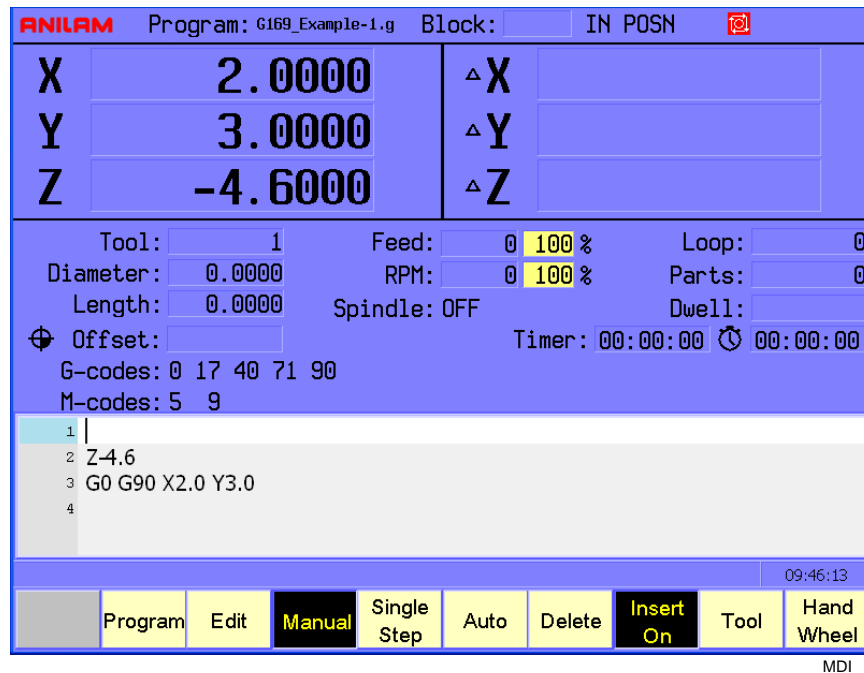 ANILAM Program: G169_Example-1.g Block: IN POSN
X 2.0000 △X
Y 3.0000 △Y
Z -4.6000 △Z
Tool: 1 Feed: 0 100 % Loop: 0
Diameter: 0.0000 RPM: 0 100 % Parts: 0
Length: 0.0000 Spindle: OFF Dwell:
Offset: Timer: 00:00:00 00:00:00
G-codes: 0 17 40 71 90
M-codes: 5 9
1
2 Z-4.6
3 G0 G90 X2.0 Y3.0
4
09:46:13
Program Edit Manual Single Step Auto Delete Insert On Tool Hand Wheel
MDI